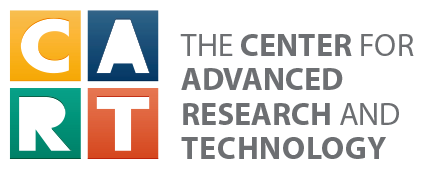 CA
RT
THE CENTER FOR
ADVANCED
RESEARCH AND
TECHNOLOGY